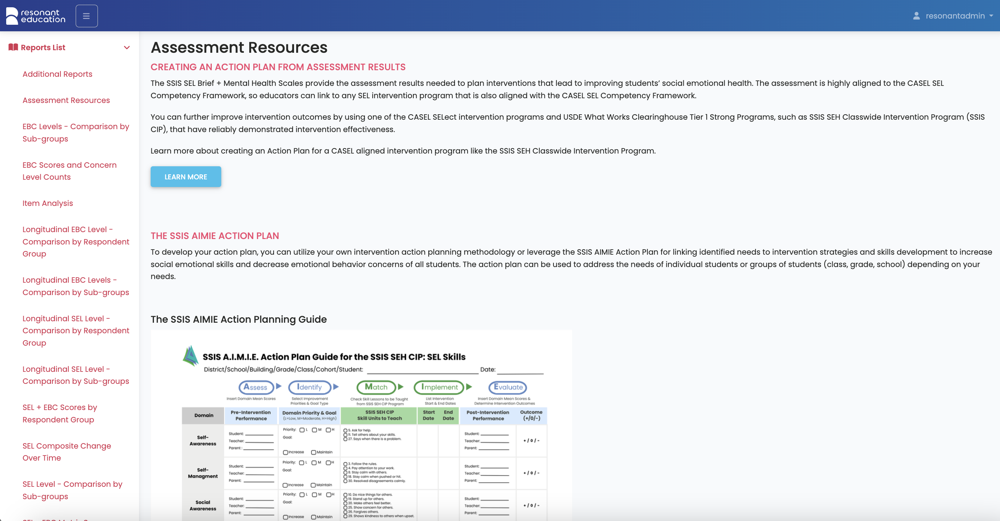 resonant
education
resonantadmin
Reports List
Additional Reports
Assessment Resources
EBC Levels - Comparison by
Sub-groups
EBC Scores and Concern
Level Counts
Item Analysis
Longitudinal EBC Level -
Comparison by Respondent
Group
Longitudinal EBC Levels -
Comparison by Sub-groups
Longitudinal SEL Level -
Comparison by Respondent
Group
Longitudinal SEL Level -
Comparison by Sub-groups
SEL + EBC Scores by
Respondent Group
SEL Composite Change
Over Time
SEL Level - Comparison by
Sub-groups
Assessment Resources
CREATING AN ACTION PLAN FROM ASSESSMENT RESULTS
The SSIS SEL Brief + Mental Health Scales provide the assessment results needed to plan interventions that lead to improving students’ social emotional health. The assessment is highly aligned to the CASEL SEL
Competency Framework, so educators can link to any SEL intervention program that is also aligned with the CASEL SEL Competency Framework.
You can further improve intervention outcomes by using one of the CASEL SELect intervention programs and USDE What Works Clearinghouse Tier 1 Strong Programs, such as SSIS SEH Classwide Intervention Program (SSIS
CIP), that have reliably demonstrated intervention effectiveness.
Learn more about creating an Action Plan for a CASEL aligned intervention program like the SSIS SEH Classwide Intervention Program.
LEARN MORE
THE SSIS AIMIE ACTION PLAN
To develop your action plan, you can utilize your own intervention action planning methodology or leverage the SSIS AIMIE Action Plan for linking identified needs to intervention strategies and skills development to increase
social emotional skills and decrease emotional behavior concerns of all students. The action plan can be used to address the needs of individual students or groups of students (class, grade, school) depending on your
needs.
The SSIS AIMIE Action Planning Guide
SSIS A.I.M.I.E. Action Plan Guide for the SSIS SEH CIP: SEL Skills
District/School/Building/Grade/Class/Cohort/Student: Date:
Assess Identify Match Implement Evaluate
Insert Domain Mean Scores
Select Improvement
Priorities & Goal Type
Check Skill Lessons to be Taught
from SSIS SEH CIP Program
List Intervention
Start & End Dates
Insert Domain Mean Scores &
Determine Intervention Outcomes
Domain
Pre-Intervention
Performance
Domain Priority & Goal
(L=Low, M=Moderate, H=High)
SSIS SEH CIP
Skill Units to Teach
Start
Date
End
Date
Post-Intervention
Performance
Outcome
(+/0/-)
Self-
Awareness
Student:
Teacher:
Parent :
Priority: L M H
Goal:
Increase Maintain
5. Ask for help.
11. Tell others about your skills.
27. Says when there is a problem.
Student:
Teacher:
Parent:
+ / 0 / -
Self-
Managment
Student:
Teacher:
Parent:
Priority: L M H
Goal:
Increase Maintain
3. Follow the rules.
4. Pay attention to your work.
8. Stay calm with others.
18. Stay calm when pushed or hit.
30. Resolved disagreements calmly.
Student:
Teacher:
Parent:
+ / 0 / -
Social
Awareness
Student:
Teacher:
Parent:
Priority: L M H
Goal:
Increase Maintain
10. Do nice things for others.
19. Stand up for others.
20. Make others feel better.
25. Show concern for others.
26. Forgives others.
29. Shows kindness to others when upset.
Student:
Teacher:
Parent:
+ / 0 / -